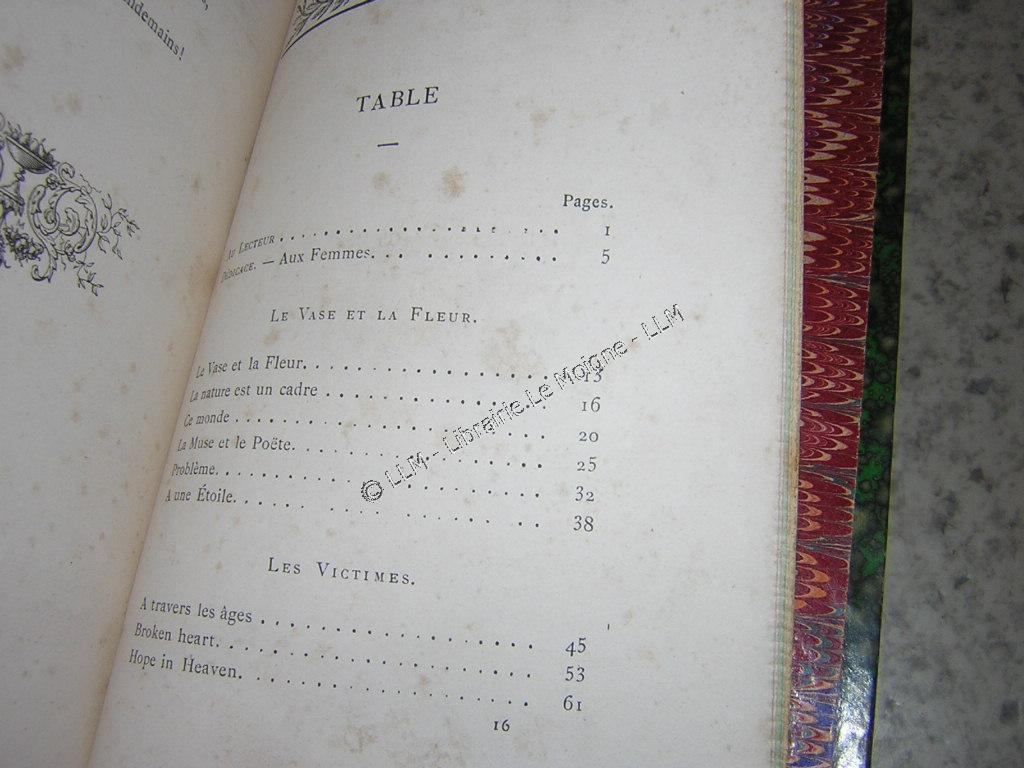 ndemains!
TABLE
Pages.
AU LECTEUR . . . . . . . . . . . . . . . . . . . 1
DÉDICACE. — Aux Femmes. . . . . . . . . . . . 5
LE VASE ET LA FLEUR.
Le Vase et la Fleur. . . . . . . . . . . . . . . . 13
La nature est un cadre . . . . . . . . . . . . . 16
Ce monde . . . . . . . . . . . . . . . . . . . 20
La Muse et le Poëte. . . . . . . . . . . . . . . 25
Problème. . . . . . . . . . . . . . . . . . . . 32
A une Étoile. . . . . . . . . . . . . . . . . . 38
LES VICTIMES.
A travers les âges . . . . . . . . . . . . . . . 45
Broken heart. . . . . . . . . . . . . . . . . . 53
Hope in Heaven. . . . . . . . . . . . . . . . . 61
16
© LLM - Librairie Le Moigne - LLM